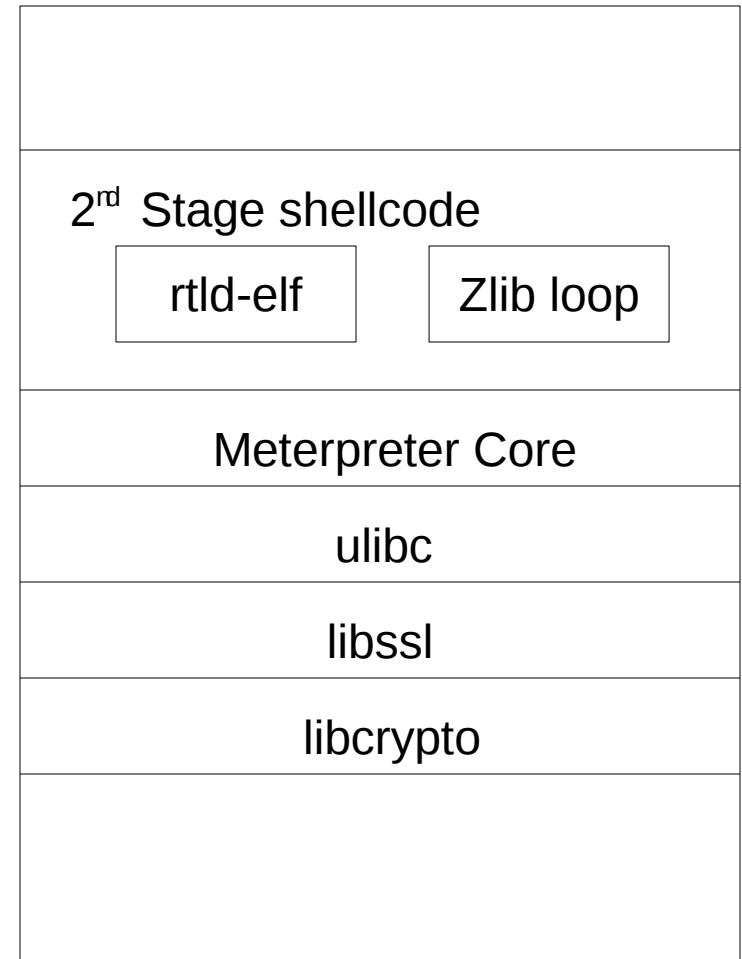 2nd Stage shellcode
rtld-elf Zlib loop
Meterpreter Core
ulibc
libssl
libcrypto